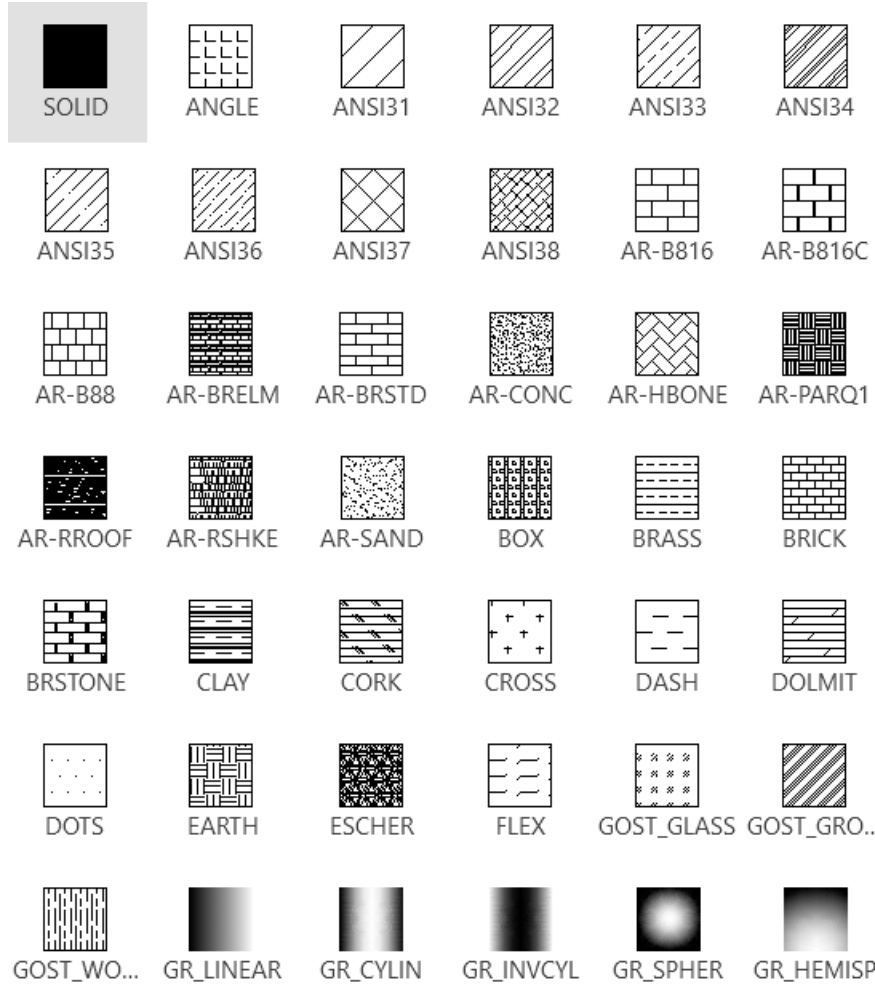 SOLID ANGLE ANSI31 ANSI32 ANSI33 ANSI34
ANSI35 ANSI36 ANSI37 ANSI38 AR-B816 AR-B816C
AR-B88 AR-BRELM AR-BRSTD AR-CONC AR-HBONE AR-PARQ1
AR-RROOF AR-RSHKE AR-SAND BOX BRASS BRICK
BRSTONE CLAY CORK CROSS DASH DOLMIT
DOTS EARTH ESCHER FLEX GOST_GLASS GOST_GRO...
GOST_WO... GR_LINEAR GR_CYLIN GR_INVCYL GR_SPHER GR_HEMISP